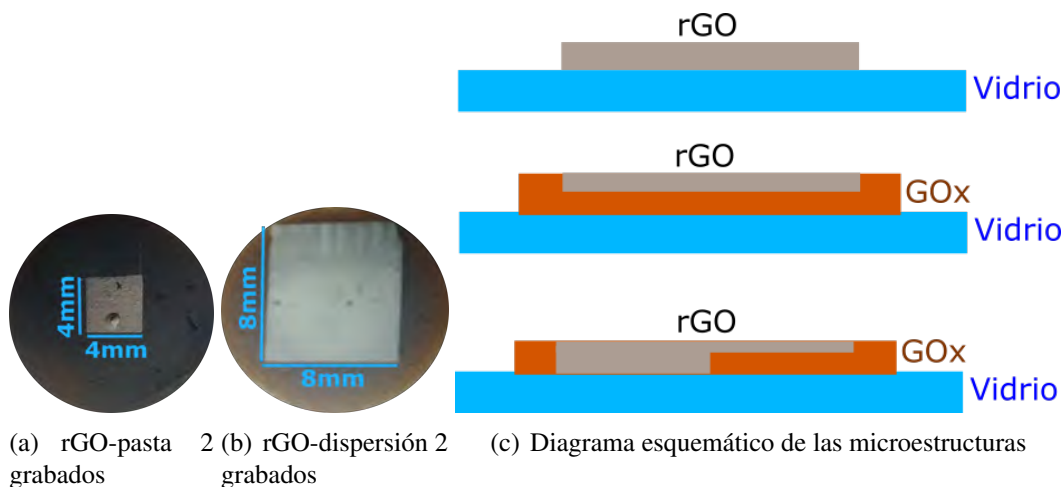 rGO
Vidrio
rGO
GOx
Vidrio
4mm
4mm
8mm
8mm
rGO
GOx
Vidrio
(a) rGO-pasta 2
grabados
(b) rGO-dispersión 2
grabados
(c) Diagrama esquemático de las microestructuras